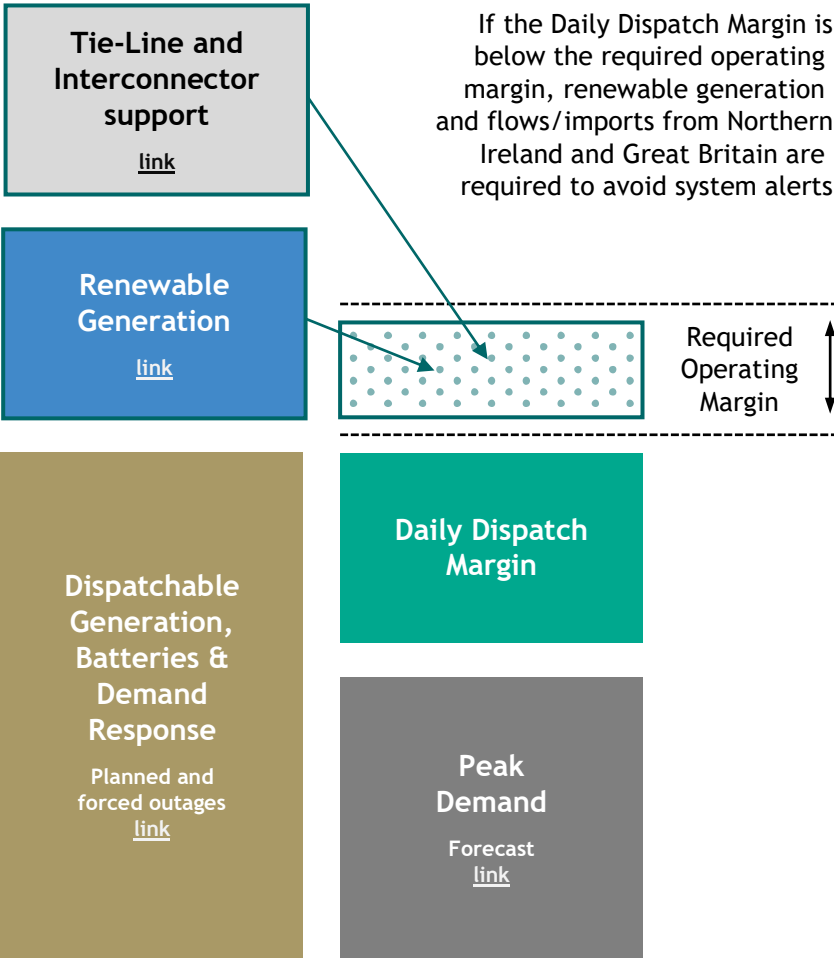 Tie-Line and
Interconnector
support
link
If the Daily Dispatch Margin is
below the required operating
margin, renewable generation
and flows/imports from Northern
Ireland and Great Britain are
required to avoid system alerts
Renewable
Generation
link
Required
Operating
Margin
Dispatchable
Generation,
Batteries &
Demand
Response
Planned and
forced outages
link
Daily Dispatch
Margin
Peak
Demand
Forecast
link